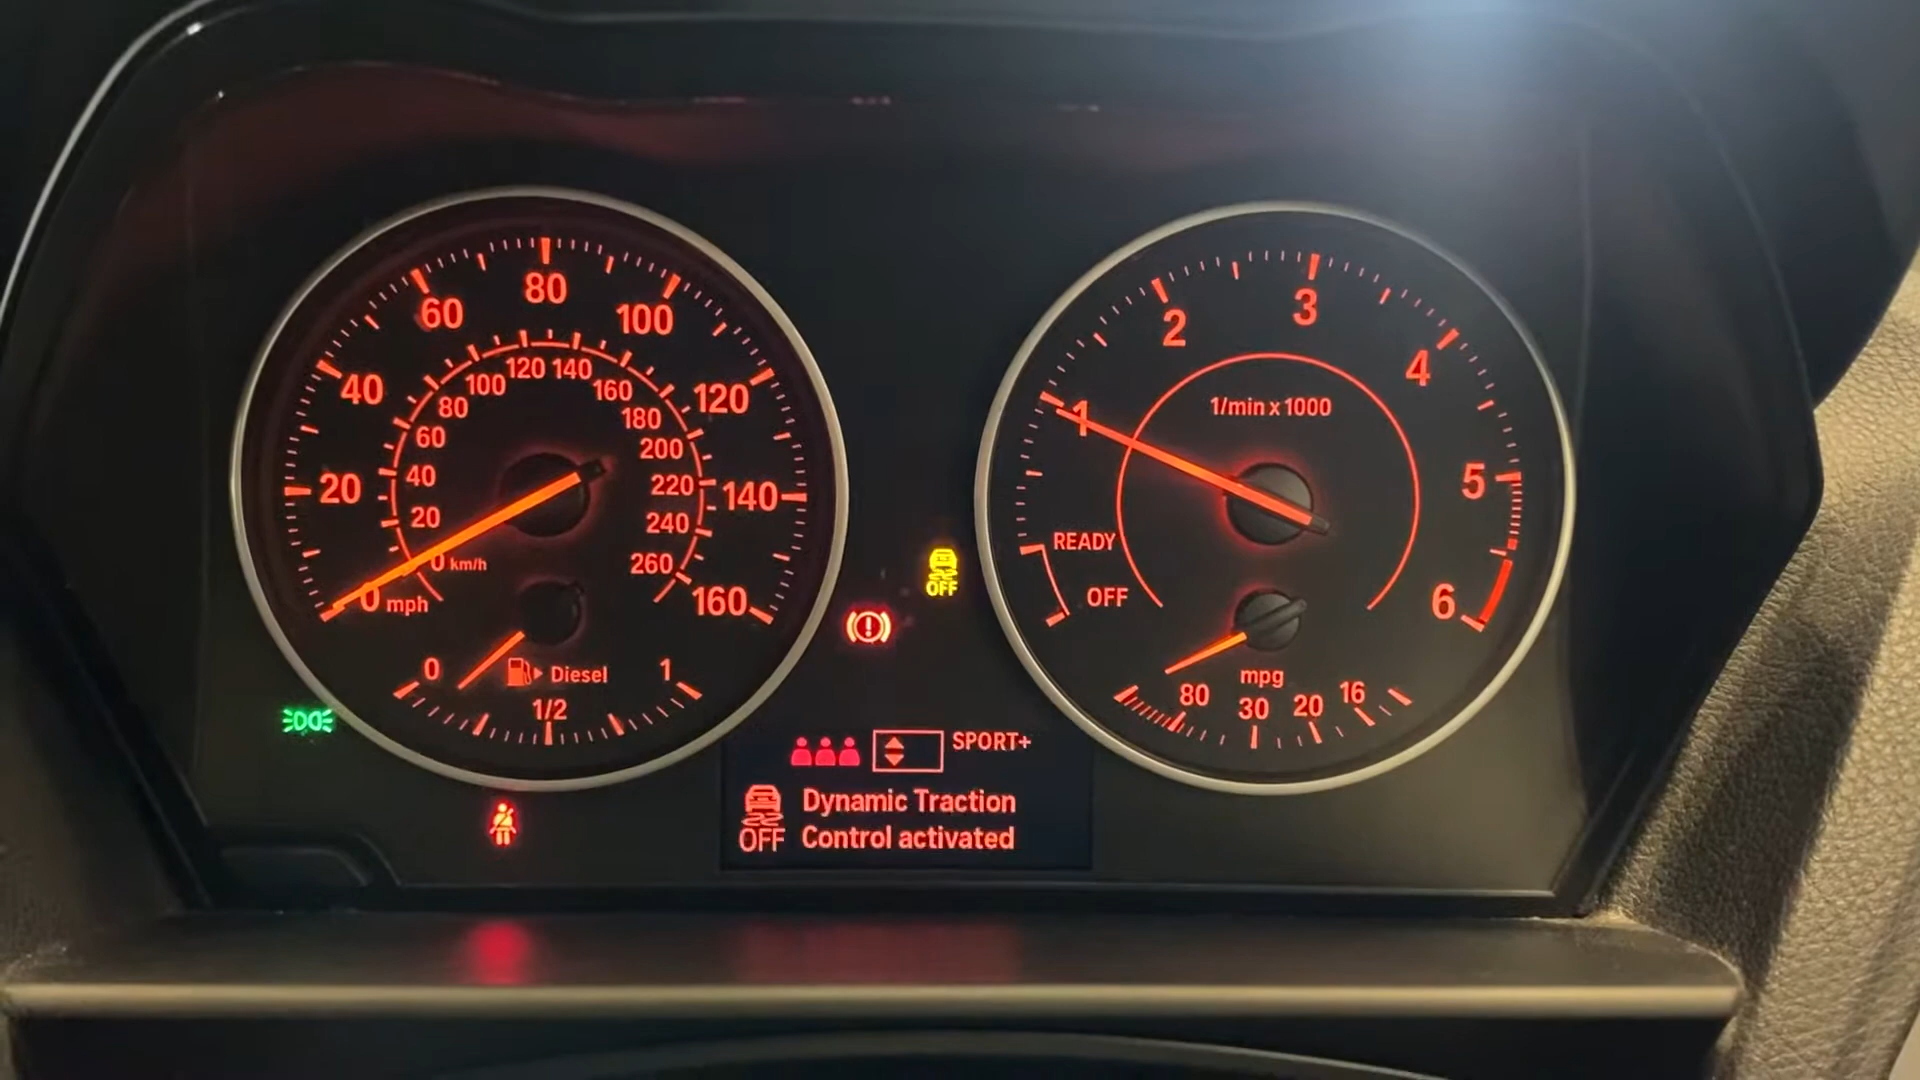 20
40
60
80
100
120
140
160
0 mph
0 km/h
20
40
60
80
100
120
140
160
180
200
220
240
260
0
1/2
1
Diesel
OFF
SPORT+
OFF
Dynamic Traction
Control activated
1/min x 1000
1
2
3
4
5
6
READY
OFF
mpg
80
30
20
16